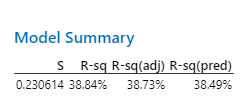 Model Summary
S R-sq R-sq(adj) R-sq(pred)
0.230614 38.84% 38.73% 38.49%